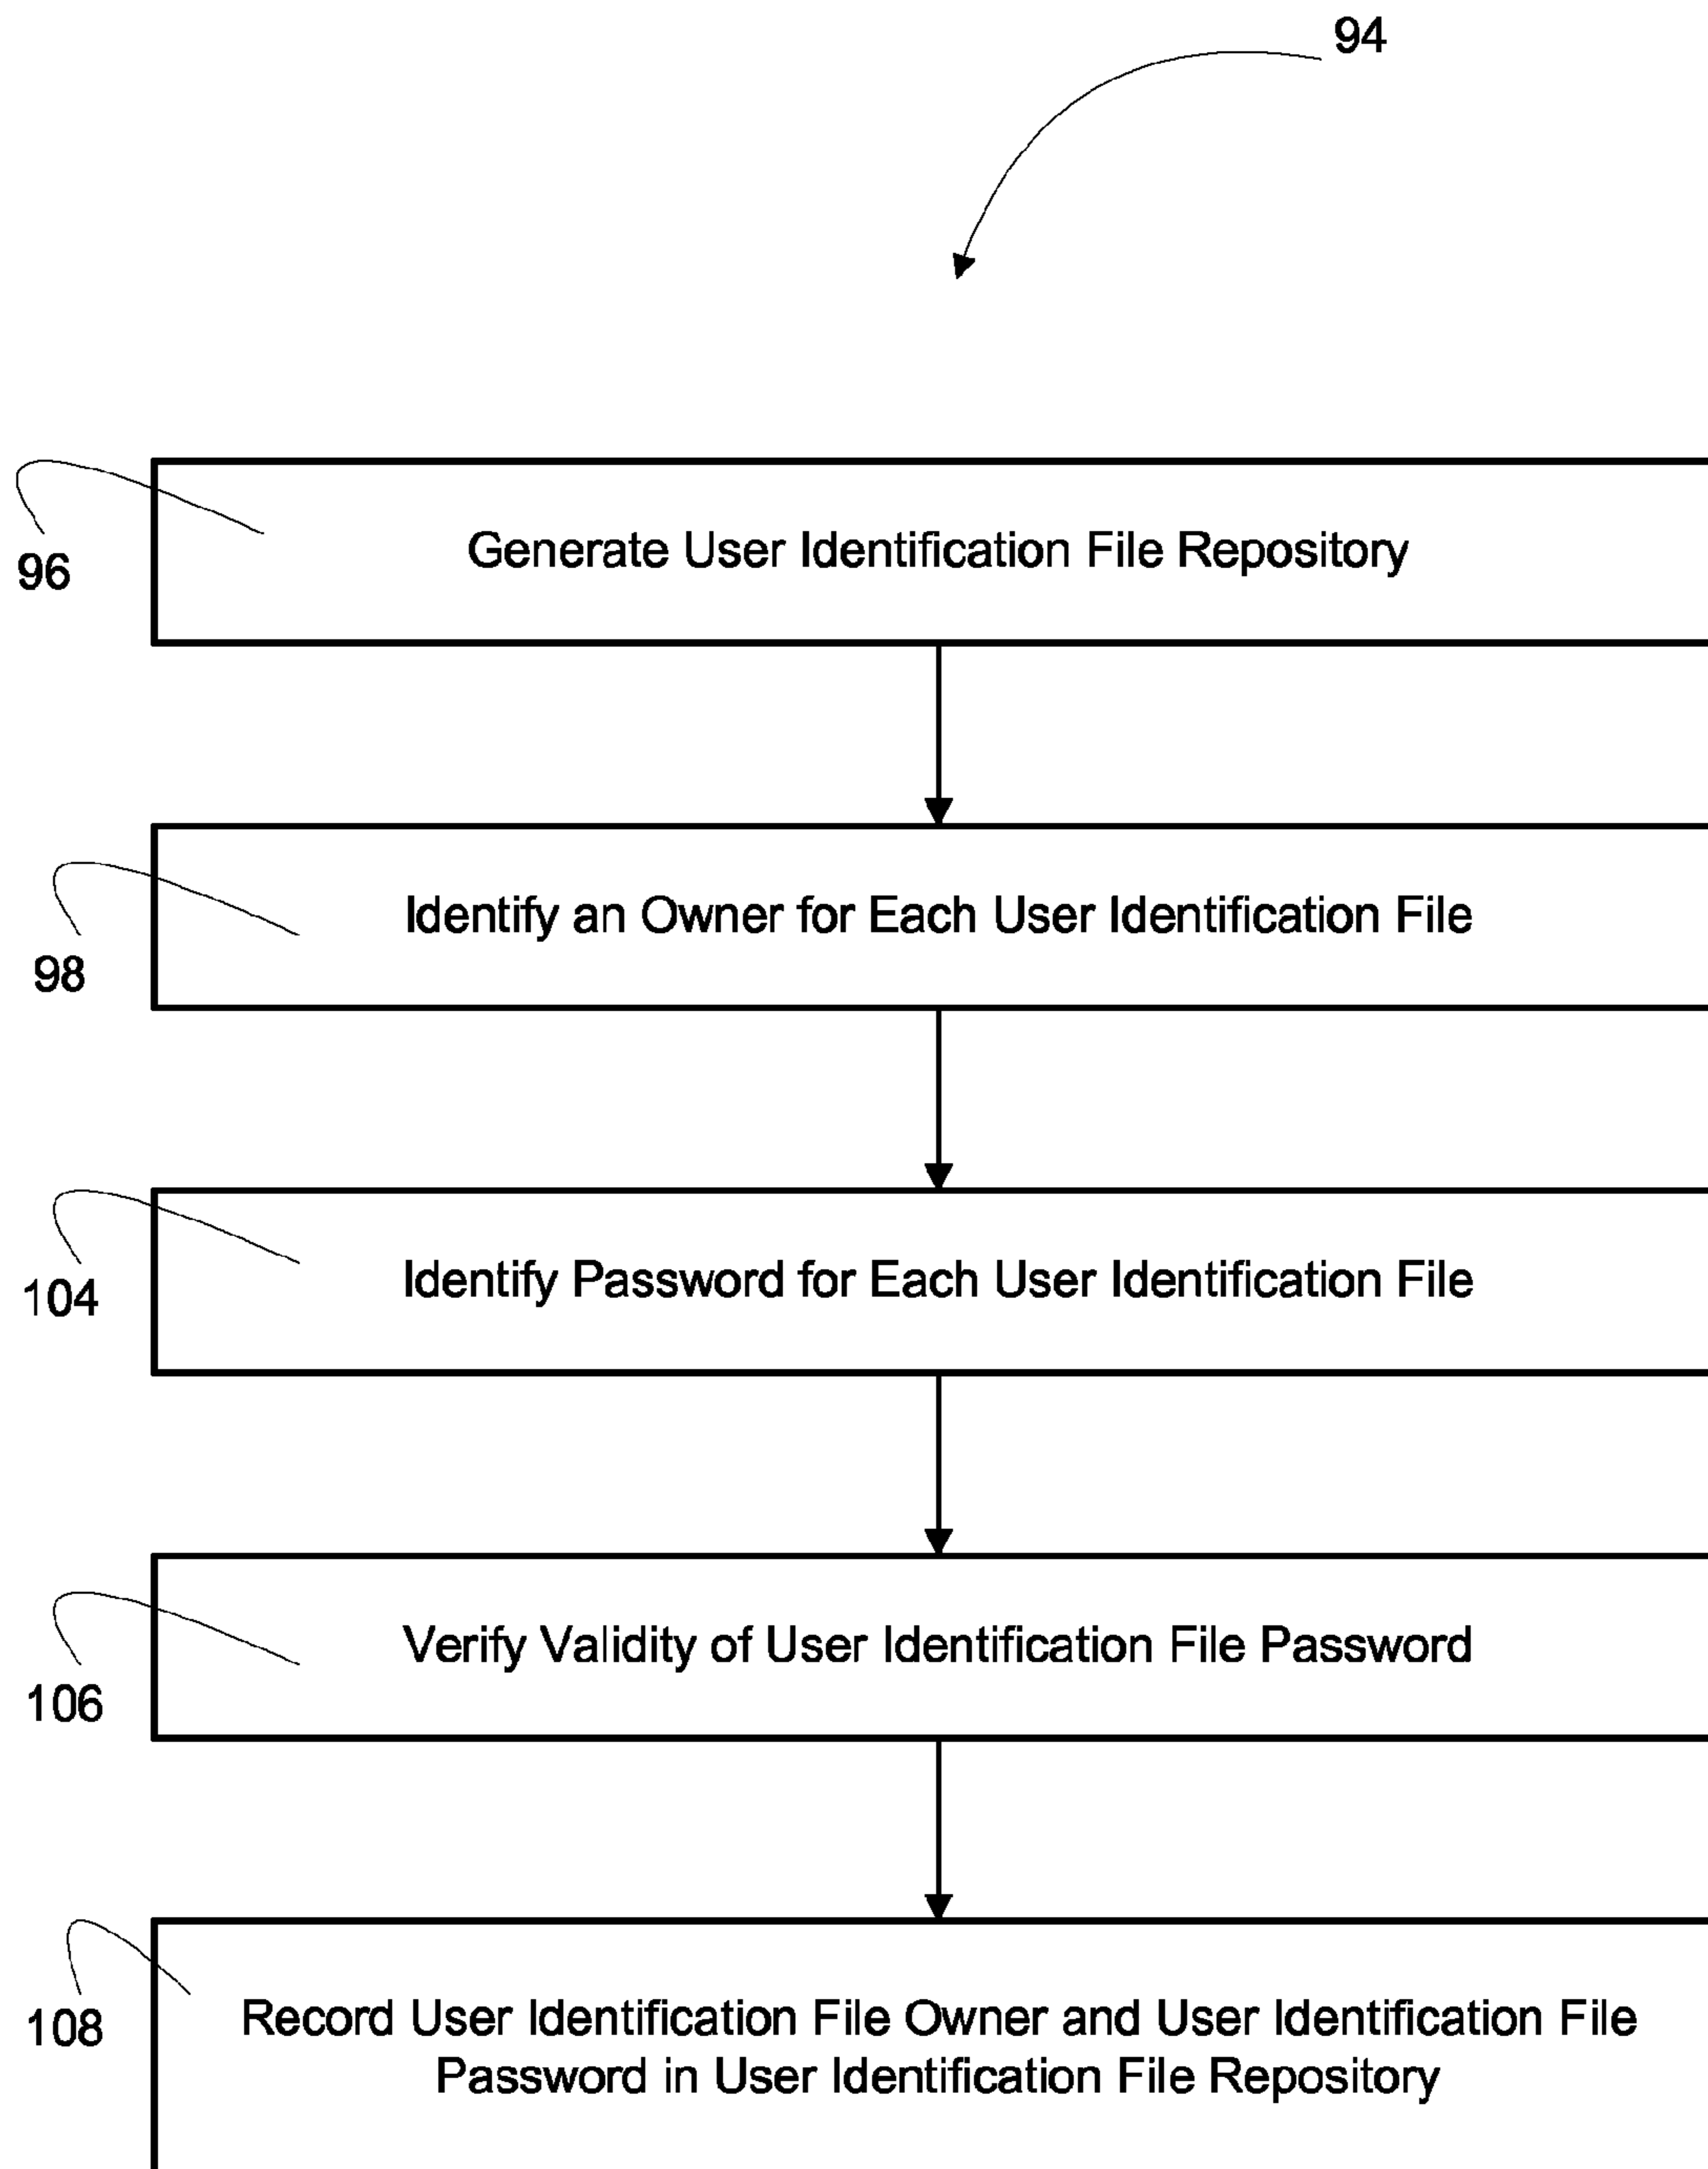 94
Generate User Identification File Repository
96
Identify an Owner for Each User Identification File
98
Identify Password for Each User Identification File
104
Verify Validity of User Identification File Password
106
Record User Identification File Owner and User Identification File
Password in User Identification File Repository
108